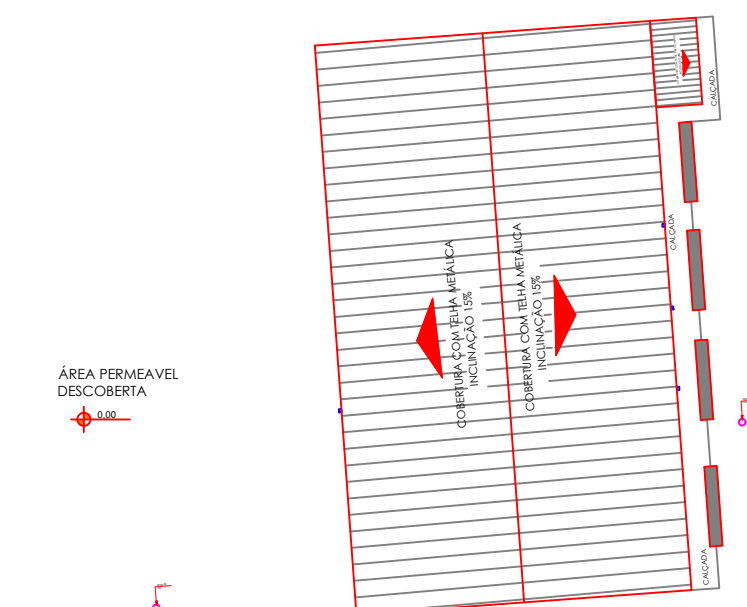 CALÇADA
CALÇADA
COBERTURA COM TELHA METÁLICA
INCLINAÇÃO 15%
COBERTURA COM TELHA METÁLICA
INCLINAÇÃO 15%
ÁREA PERMEAVEL
DESCOBERTA
0,00
CALÇADA